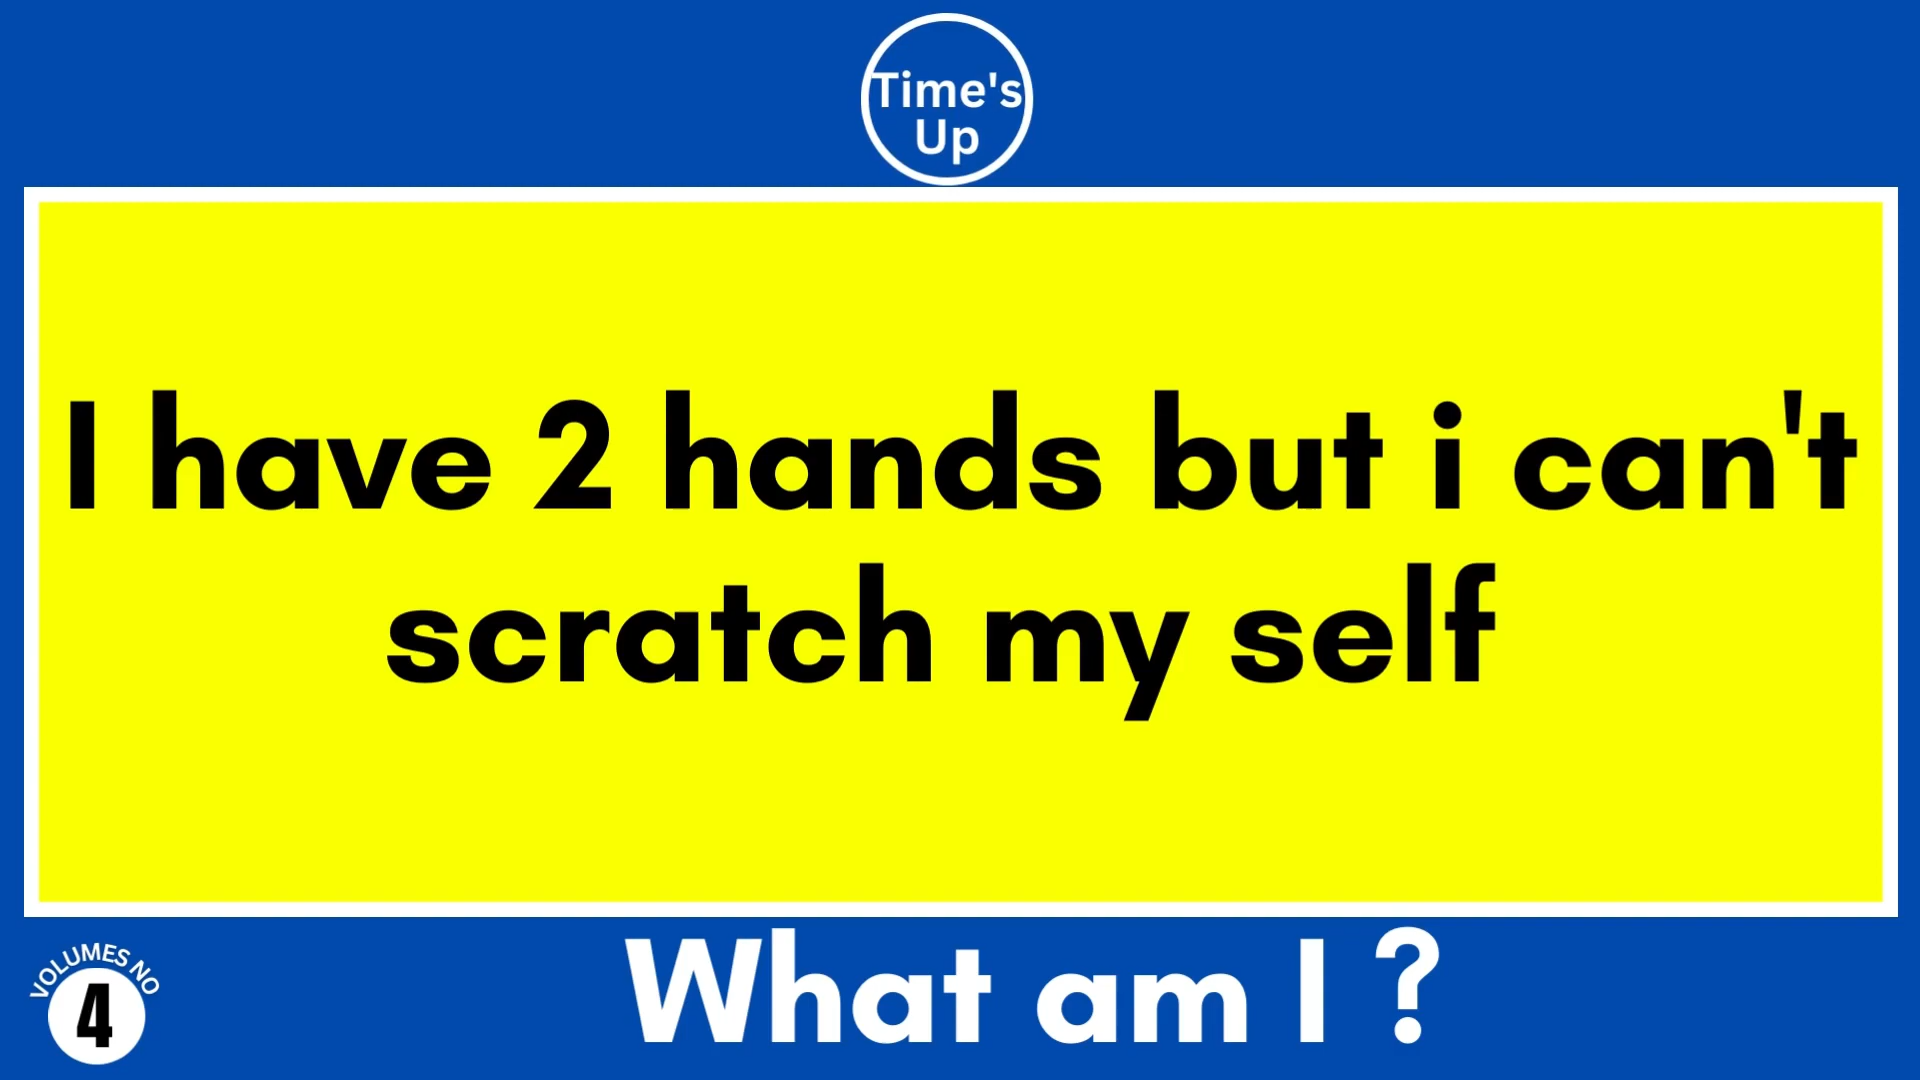 Time's
Up
I have 2 hands but i can't
scratch my self
VOLUMES NO
4
What am I ?